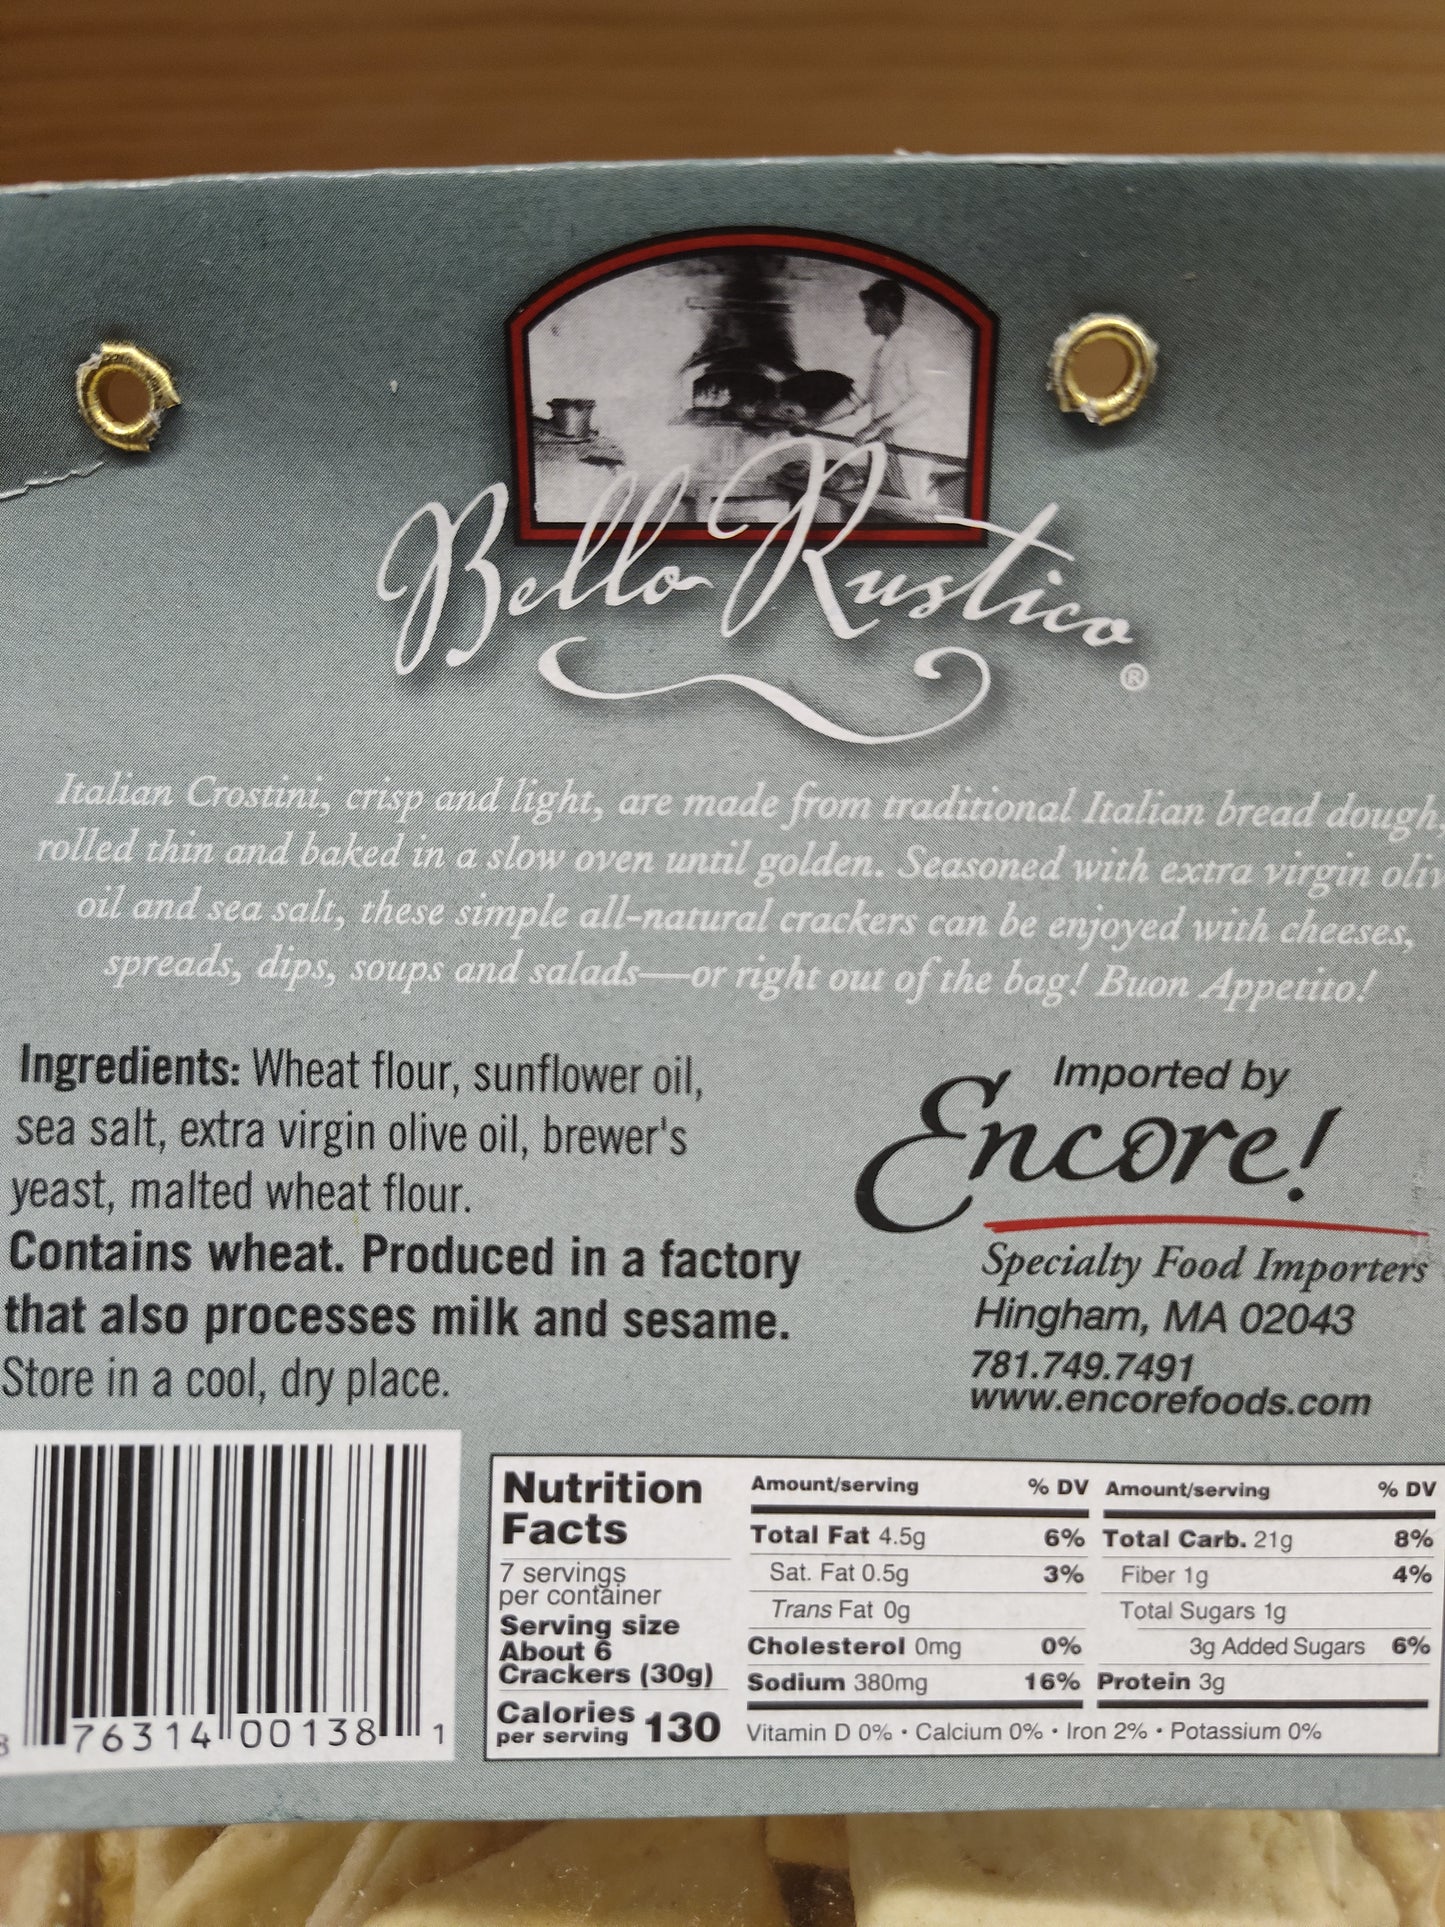 Bello Rustico®
Italian Crostini, crisp and light, are made from traditional Italian bread dough,
rolled thin and baked in a slow oven until golden. Seasoned with extra virgin oliv
oil and sea salt, these simple all-natural crackers can be enjoyed with cheeses,
spreads, dips, soups and salads—or right out of the bag! Buon Appetito!
Ingredients: Wheat flour, sunflower oil,
sea salt, extra virgin olive oil, brewer's
yeast, malted wheat flour.
Contains wheat. Produced in a factory
that also processes milk and sesame.
Store in a cool, dry place.
Imported by
Encore!
Specialty Food Importers
Hingham, MA 02043
781.749.7491
www.encorefoods.com
8 76314 00138 1
Nutrition
Facts
7 servings
per container
Serving size
About 6
Crackers (30g)
Calories
per serving 130
Amount/serving % DV
Total Fat 4.5g 6%
Sat. Fat 0.5g 3%
Trans Fat 0g
Cholesterol 0mg 0%
Sodium 380mg 16%
Amount/serving % DV
Total Carb. 21g 8%
Fiber 1g 4%
Total Sugars 1g
3g Added Sugars 6%
Protein 3g
Vitamin D 0% • Calcium 0% • Iron 2% • Potassium 0%